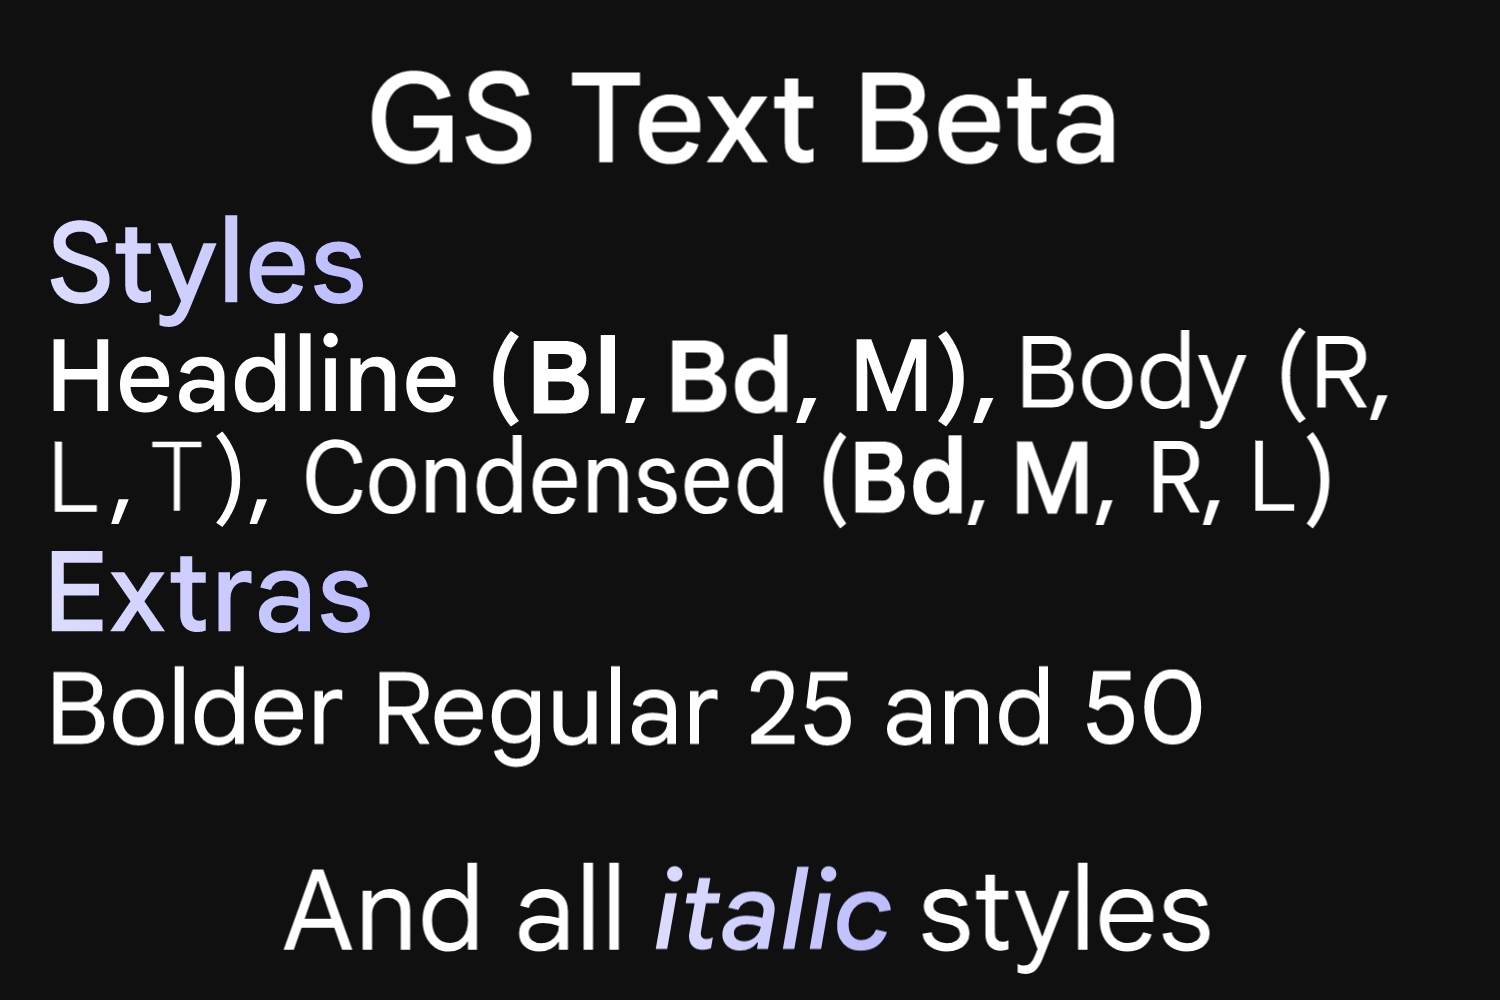 GS Text Beta
Styles
Headline (Bl, Bd, M), Body (R,
L, T), Condensed (Bd, M, R, L)
Extras
Bolder Regular 25 and 50
And all italic styles